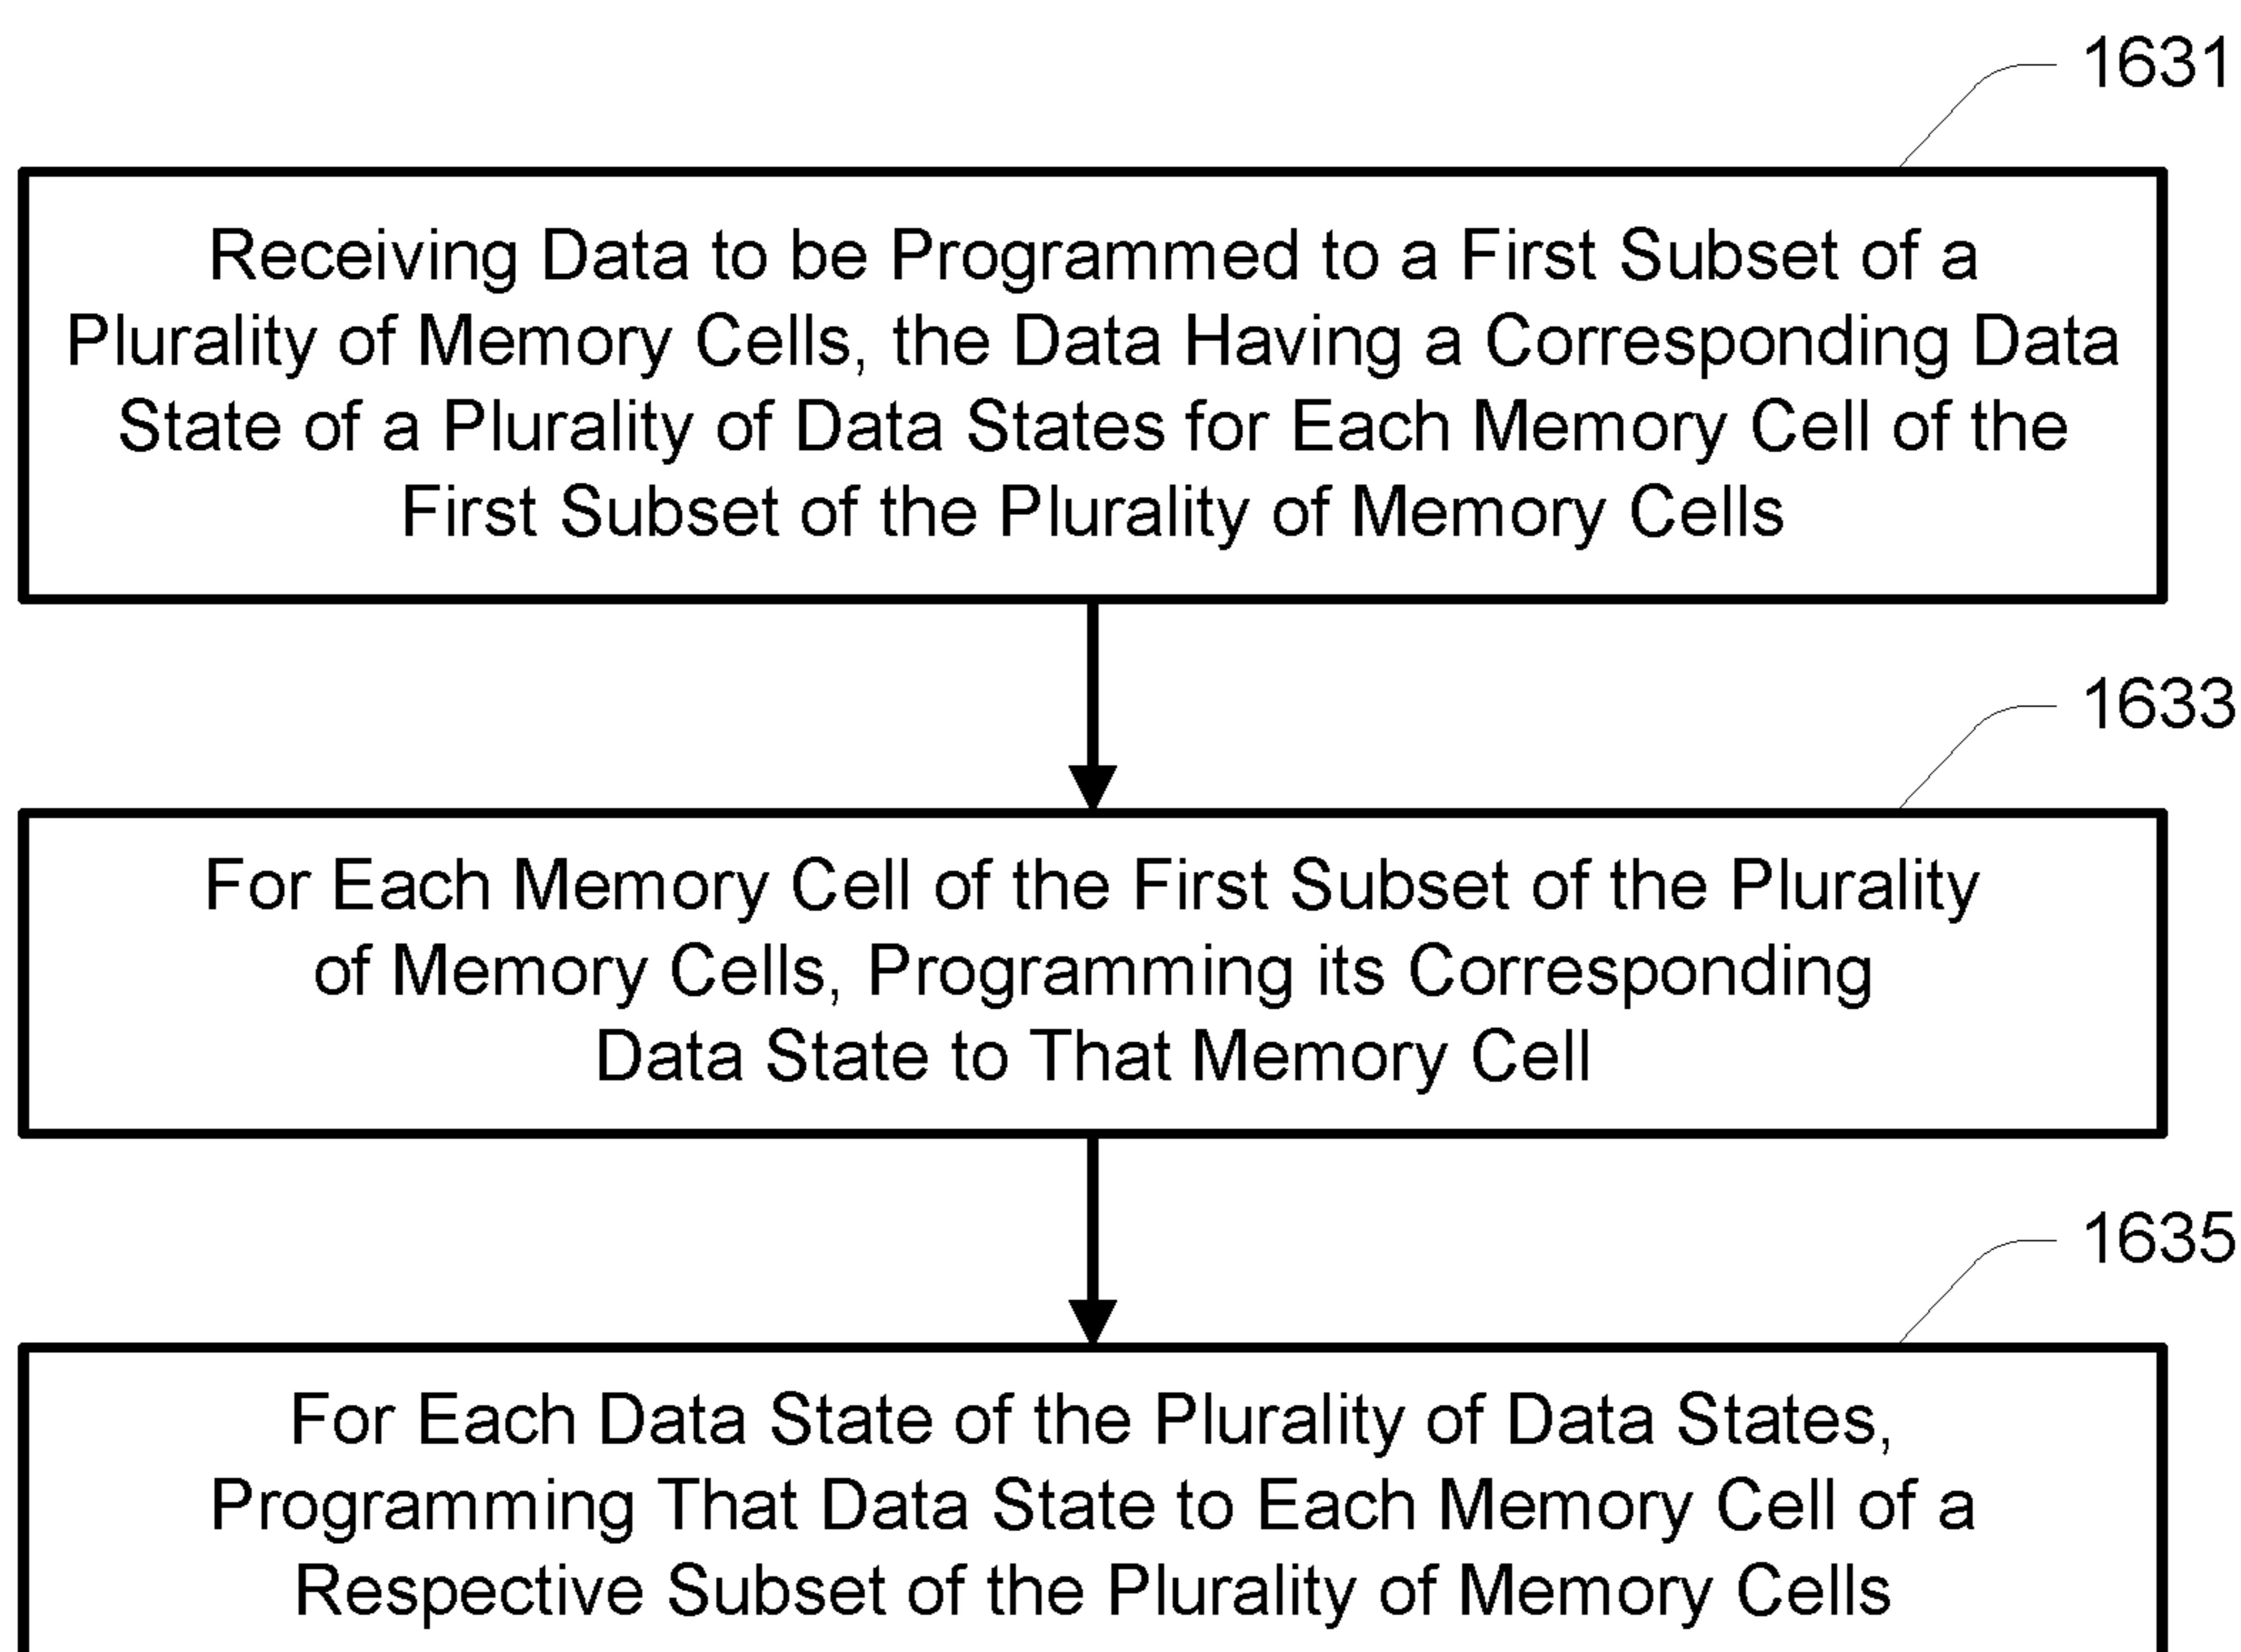 1631
Receiving Data to be Programmed to a First Subset of a
Plurality of Memory Cells, the Data Having a Corresponding Data
State of a Plurality of Data States for Each Memory Cell of the
First Subset of the Plurality of Memory Cells
1633
For Each Memory Cell of the First Subset of the Plurality
of Memory Cells, Programming its Corresponding
Data State to That Memory Cell
1635
For Each Data State of the Plurality of Data States,
Programming That Data State to Each Memory Cell of a
Respective Subset of the Plurality of Memory Cells